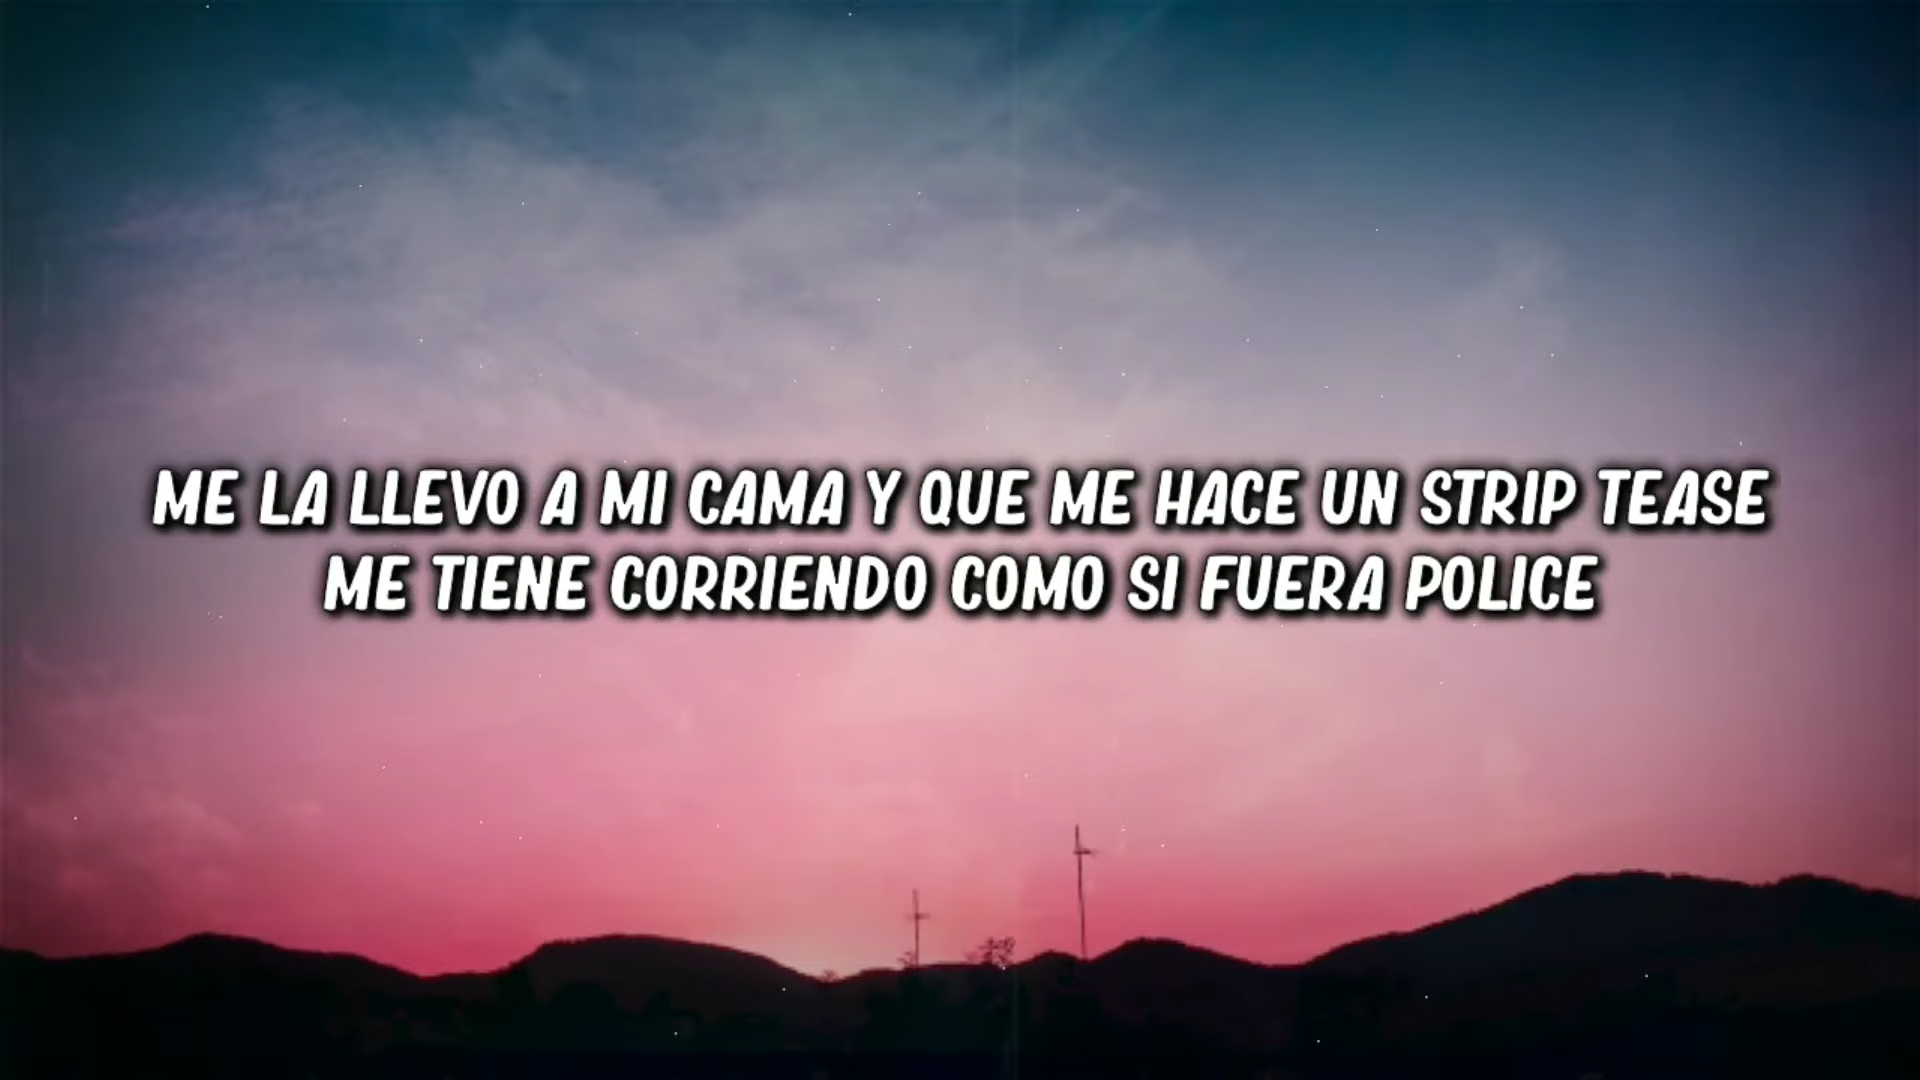 ME LA LLEVO A MI CAMA Y QUE ME HACE UN STRIP TEASE
ME TIENE CORRIENDO COMO SI FUERA POLICE